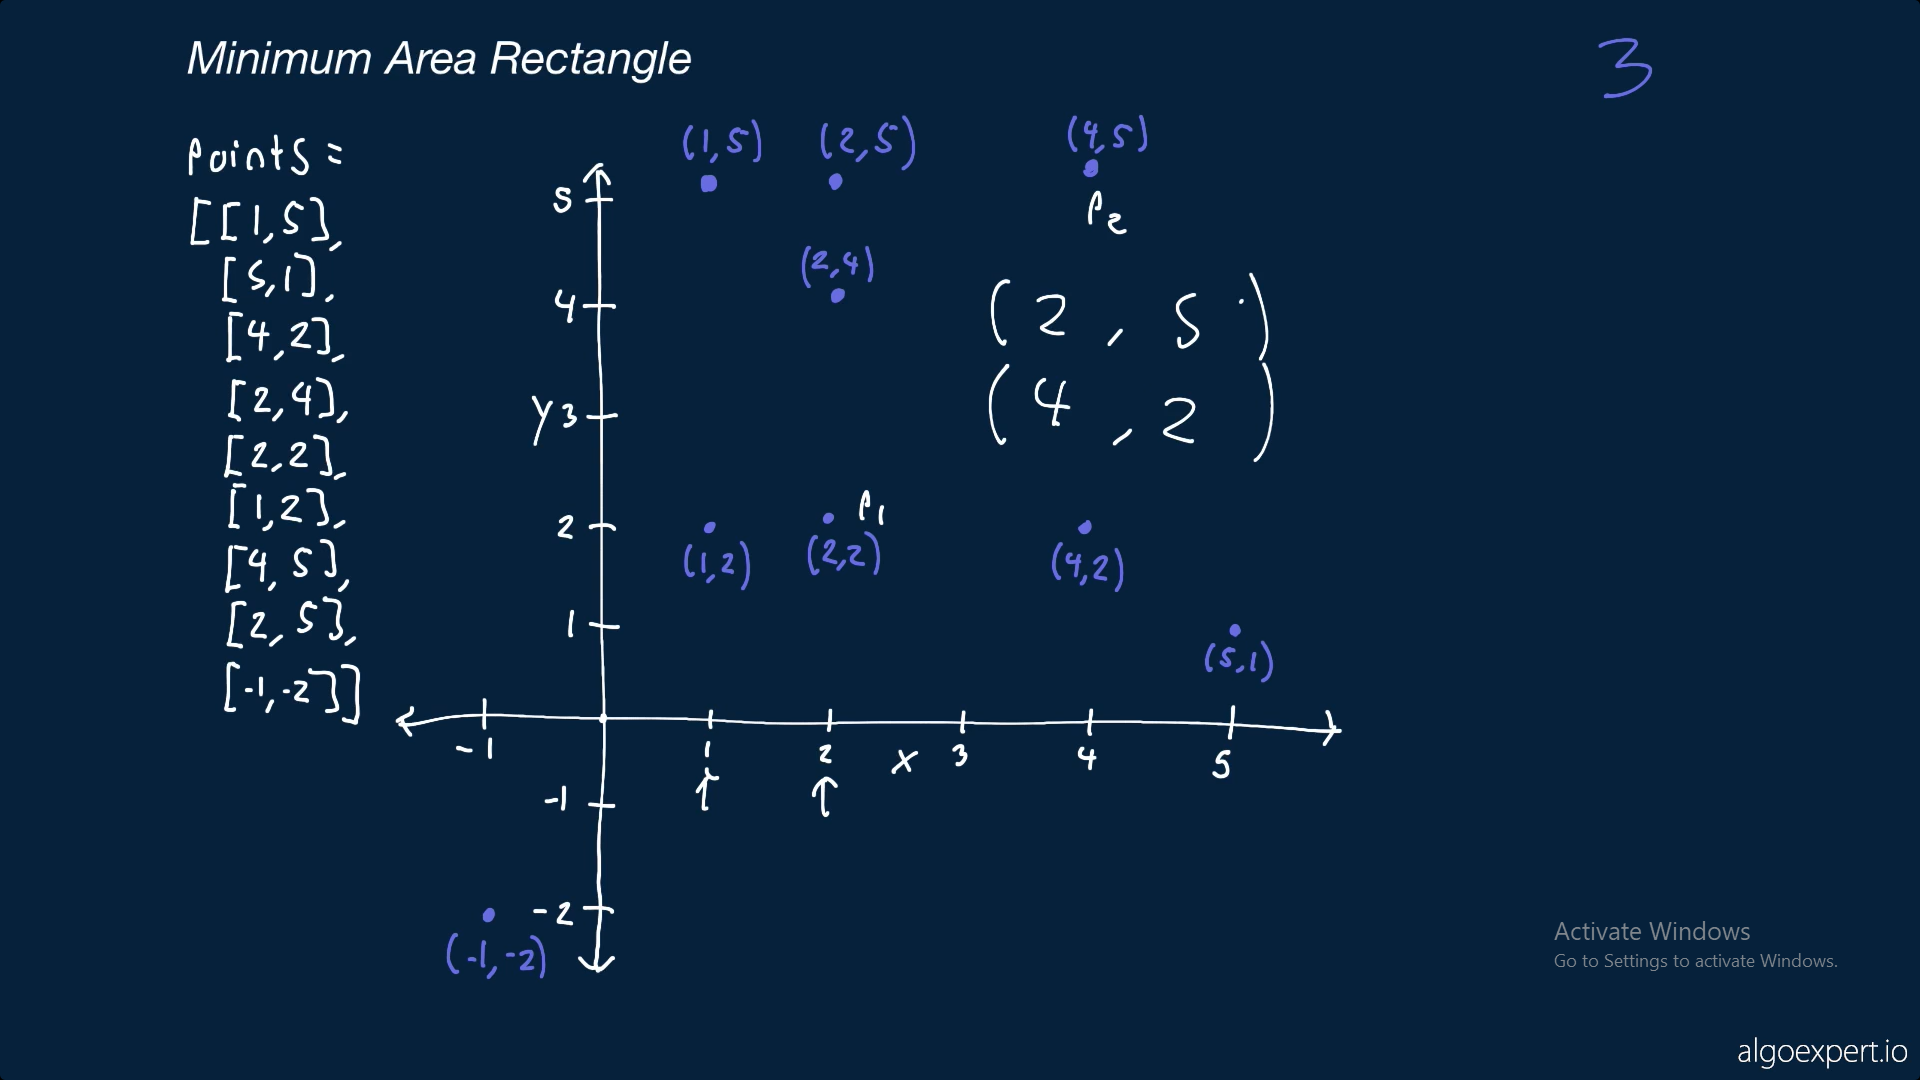 Minimum Area Rectangle
3
points =
[[1,5],
[5,1],
[4,2],
[2,4],
[2,2],
[1,2],
[4,5],
[2,5],
[-1,-2]]
(1,5) (2,5) (4,5)
P2
5
(2,4)
4
(2, 5)
(4, 2)
y 3
P1
2
(1,2) (2,2) (4,2)
1
(5,1)
-1 1 2 x 3 4 5
-1
-2
(-1,-2)
Activate Windows
Go to Settings to activate Windows.
algoexpert.io